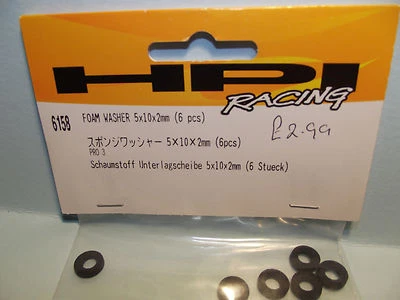 HPI
RACING
6158
FOAM WASHER 5x10x2mm (6 pcs)
£2.99
スポンジワッシャー 5×10×2mm (6pcs)
PRO 3
Schaumstoff Unterlagscheibe 5x10x2mm (6 Stueck)